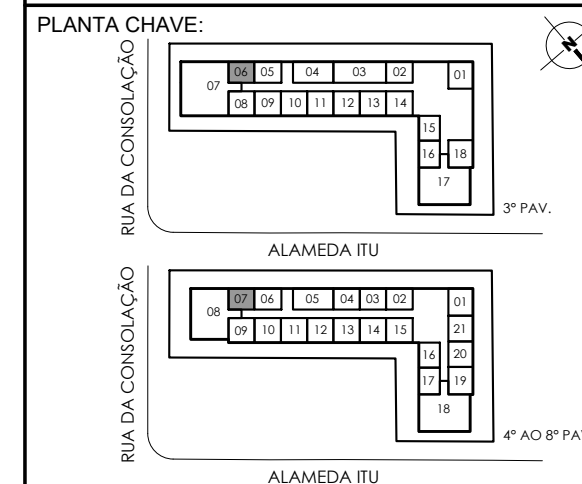 PLANTA CHAVE:
N
RUA DA CONSOLAÇÃO
06 05 04 03 02 01
07
08 09 10 11 12 13 14
15
16 18
17
3º PAV.
ALAMEDA ITU
RUA DA CONSOLAÇÃO
07 06 05 04 03 02 01
08
09 10 11 12 13 14 15 21
16 20
17 19
18
4º AO 8º PAV
ALAMEDA ITU